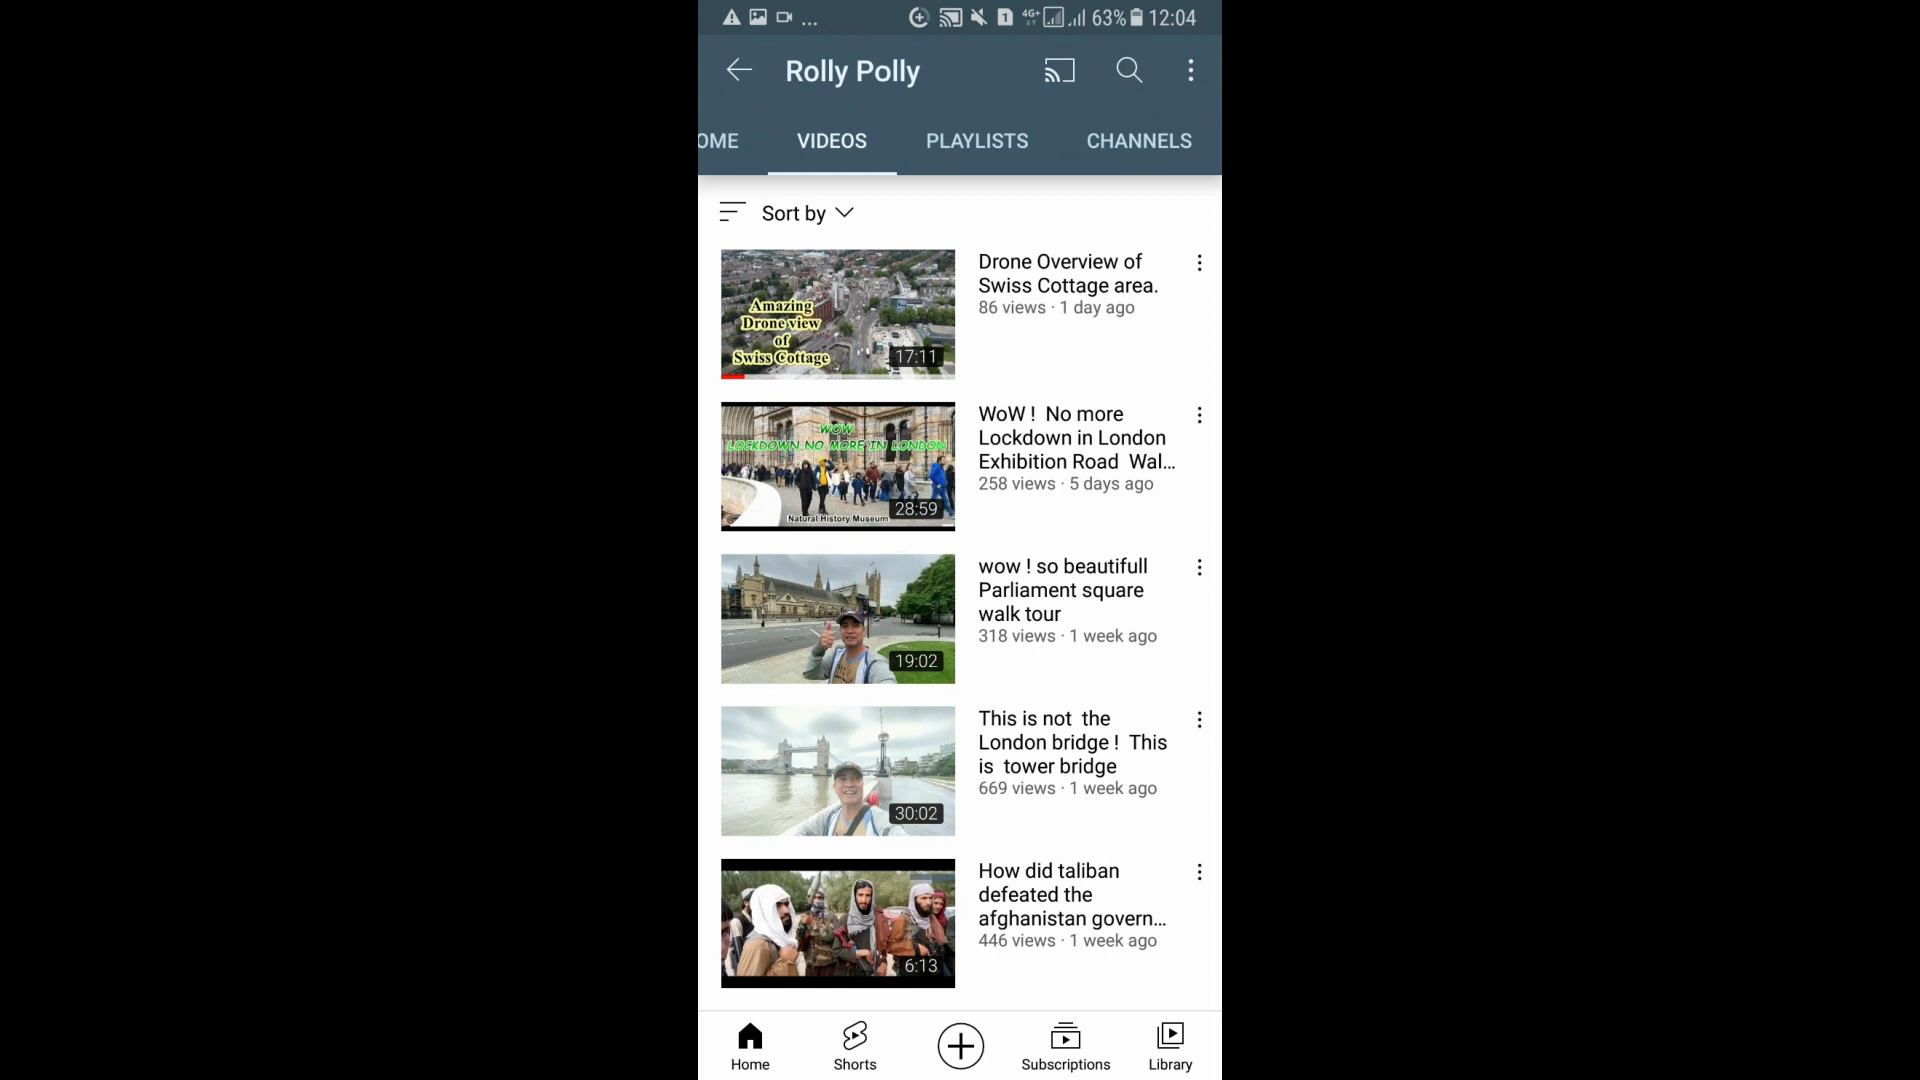 ... 1 4G+ 63% 12:04
Rolly Polly
OME VIDEOS PLAYLISTS CHANNELS
Sort by
Amazing
Drone view
of
Swiss Cottage
17:11
Drone Overview of
Swiss Cottage area.
86 views · 1 day ago
WOW
LOCKDOWN NO MORE IN LONDON
Natural History Museum
28:59
WoW ! No more
Lockdown in London
Exhibition Road Wal...
258 views · 5 days ago
19:02
wow ! so beautifull
Parliament square
walk tour
318 views · 1 week ago
30:02
This is not the
London bridge ! This
is tower bridge
669 views · 1 week ago
6:13
How did taliban
defeated the
afghanistan govern...
446 views · 1 week ago
Home Shorts Subscriptions Library